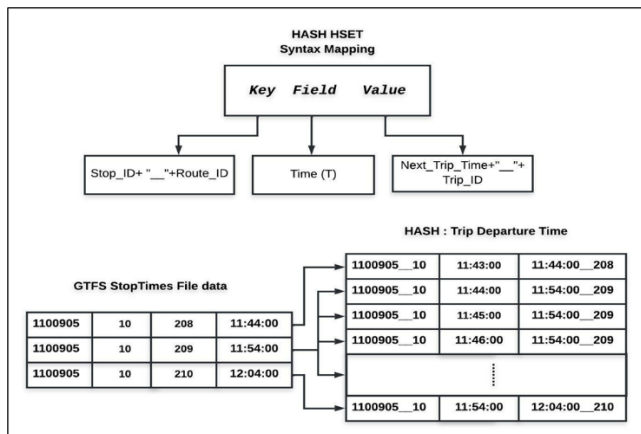 HASH HSET
Syntax Mapping
Key Field Value
Stop_ID+ "__"+Route_ID
Time (T)
Next_Trip_Time+"__"+
Trip_ID
HASH : Trip Departure Time
GTFS StopTimes File data
1100905__10 11:43:00 11:44:00__208
1100905__10 11:44:00 11:54:00__209
1100905__10 11:45:00 11:54:00__209
1100905__10 11:46:00 11:54:00__209
1100905__10 11:54:00 12:04:00__210
1100905 10 208 11:44:00
1100905 10 209 11:54:00
1100905 10 210 12:04:00